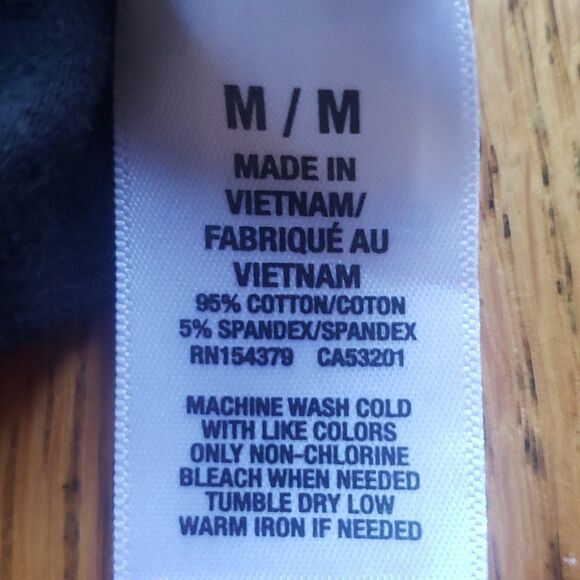 M / M
MADE IN
VIETNAM/
FABRIQUÉ AU
VIETNAM
95% COTTON/COTON
5% SPANDEX/SPANDEX
RN154379 CA53201
MACHINE WASH COLD
WITH LIKE COLORS
ONLY NON-CHLORINE
BLEACH WHEN NEEDED
TUMBLE DRY LOW
WARM IRON IF NEEDED